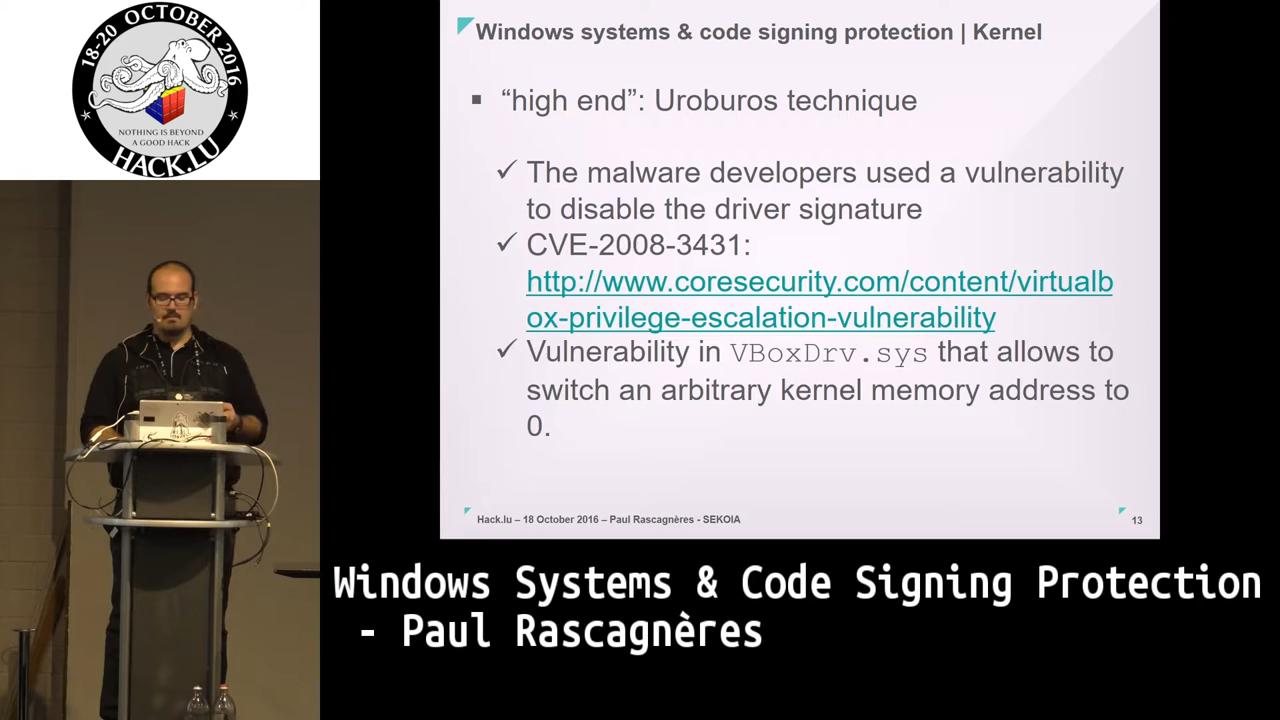 18-20 OCTOBER 2016
NOTHING IS BEYOND
A GOOD HACK
HACK.LU
Windows systems & code signing protection | Kernel
▪ “high end”: Uroburos technique
✓ The malware developers used a vulnerability
to disable the driver signature
✓ CVE-2008-3431:
http://www.coresecurity.com/content/virtualb
ox-privilege-escalation-vulnerability
✓ Vulnerability in VBoxDrv.sys that allows to
switch an arbitrary kernel memory address to
0.
Hack.lu – 18 October 2016 – Paul Rascagnères - SEKOIA
13
Windows Systems & Code Signing Protection
- Paul Rascagnères